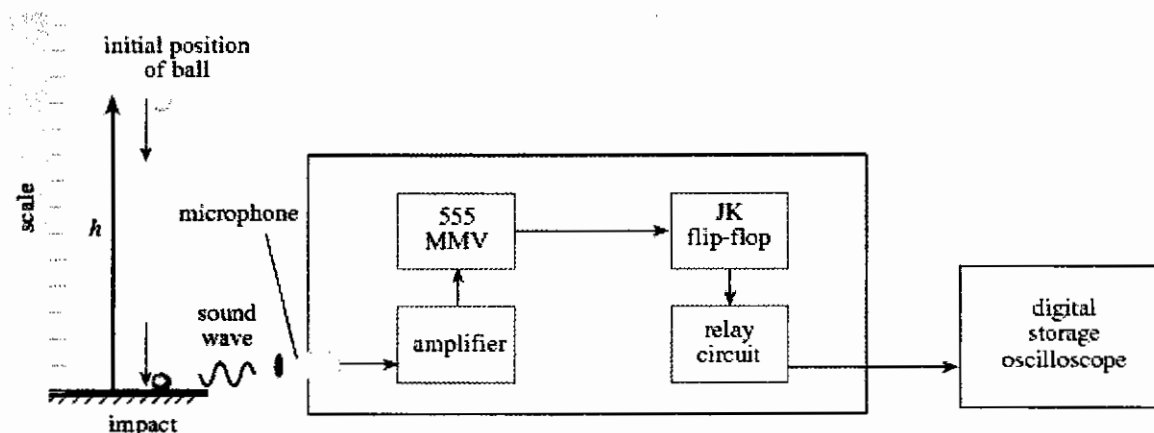 initial position
of ball
scale
h
microphone
sound
wave
impact
555
MMV
amplifier
JK
flip-flop
relay
circuit
digital
storage
oscilloscope